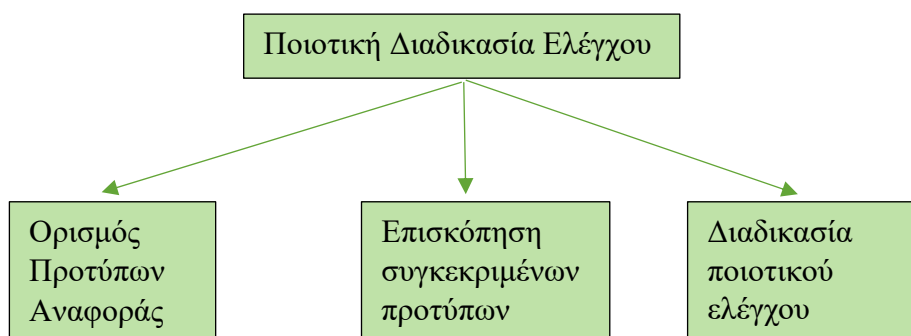 Ποιοτική Διαδικασία Ελέγχου
Ορισμός
Προτύπων
Αναφοράς
Επισκόπηση
συγκεκριμένων
προτύπων
Διαδικασία
ποιοτικού
ελέγχου